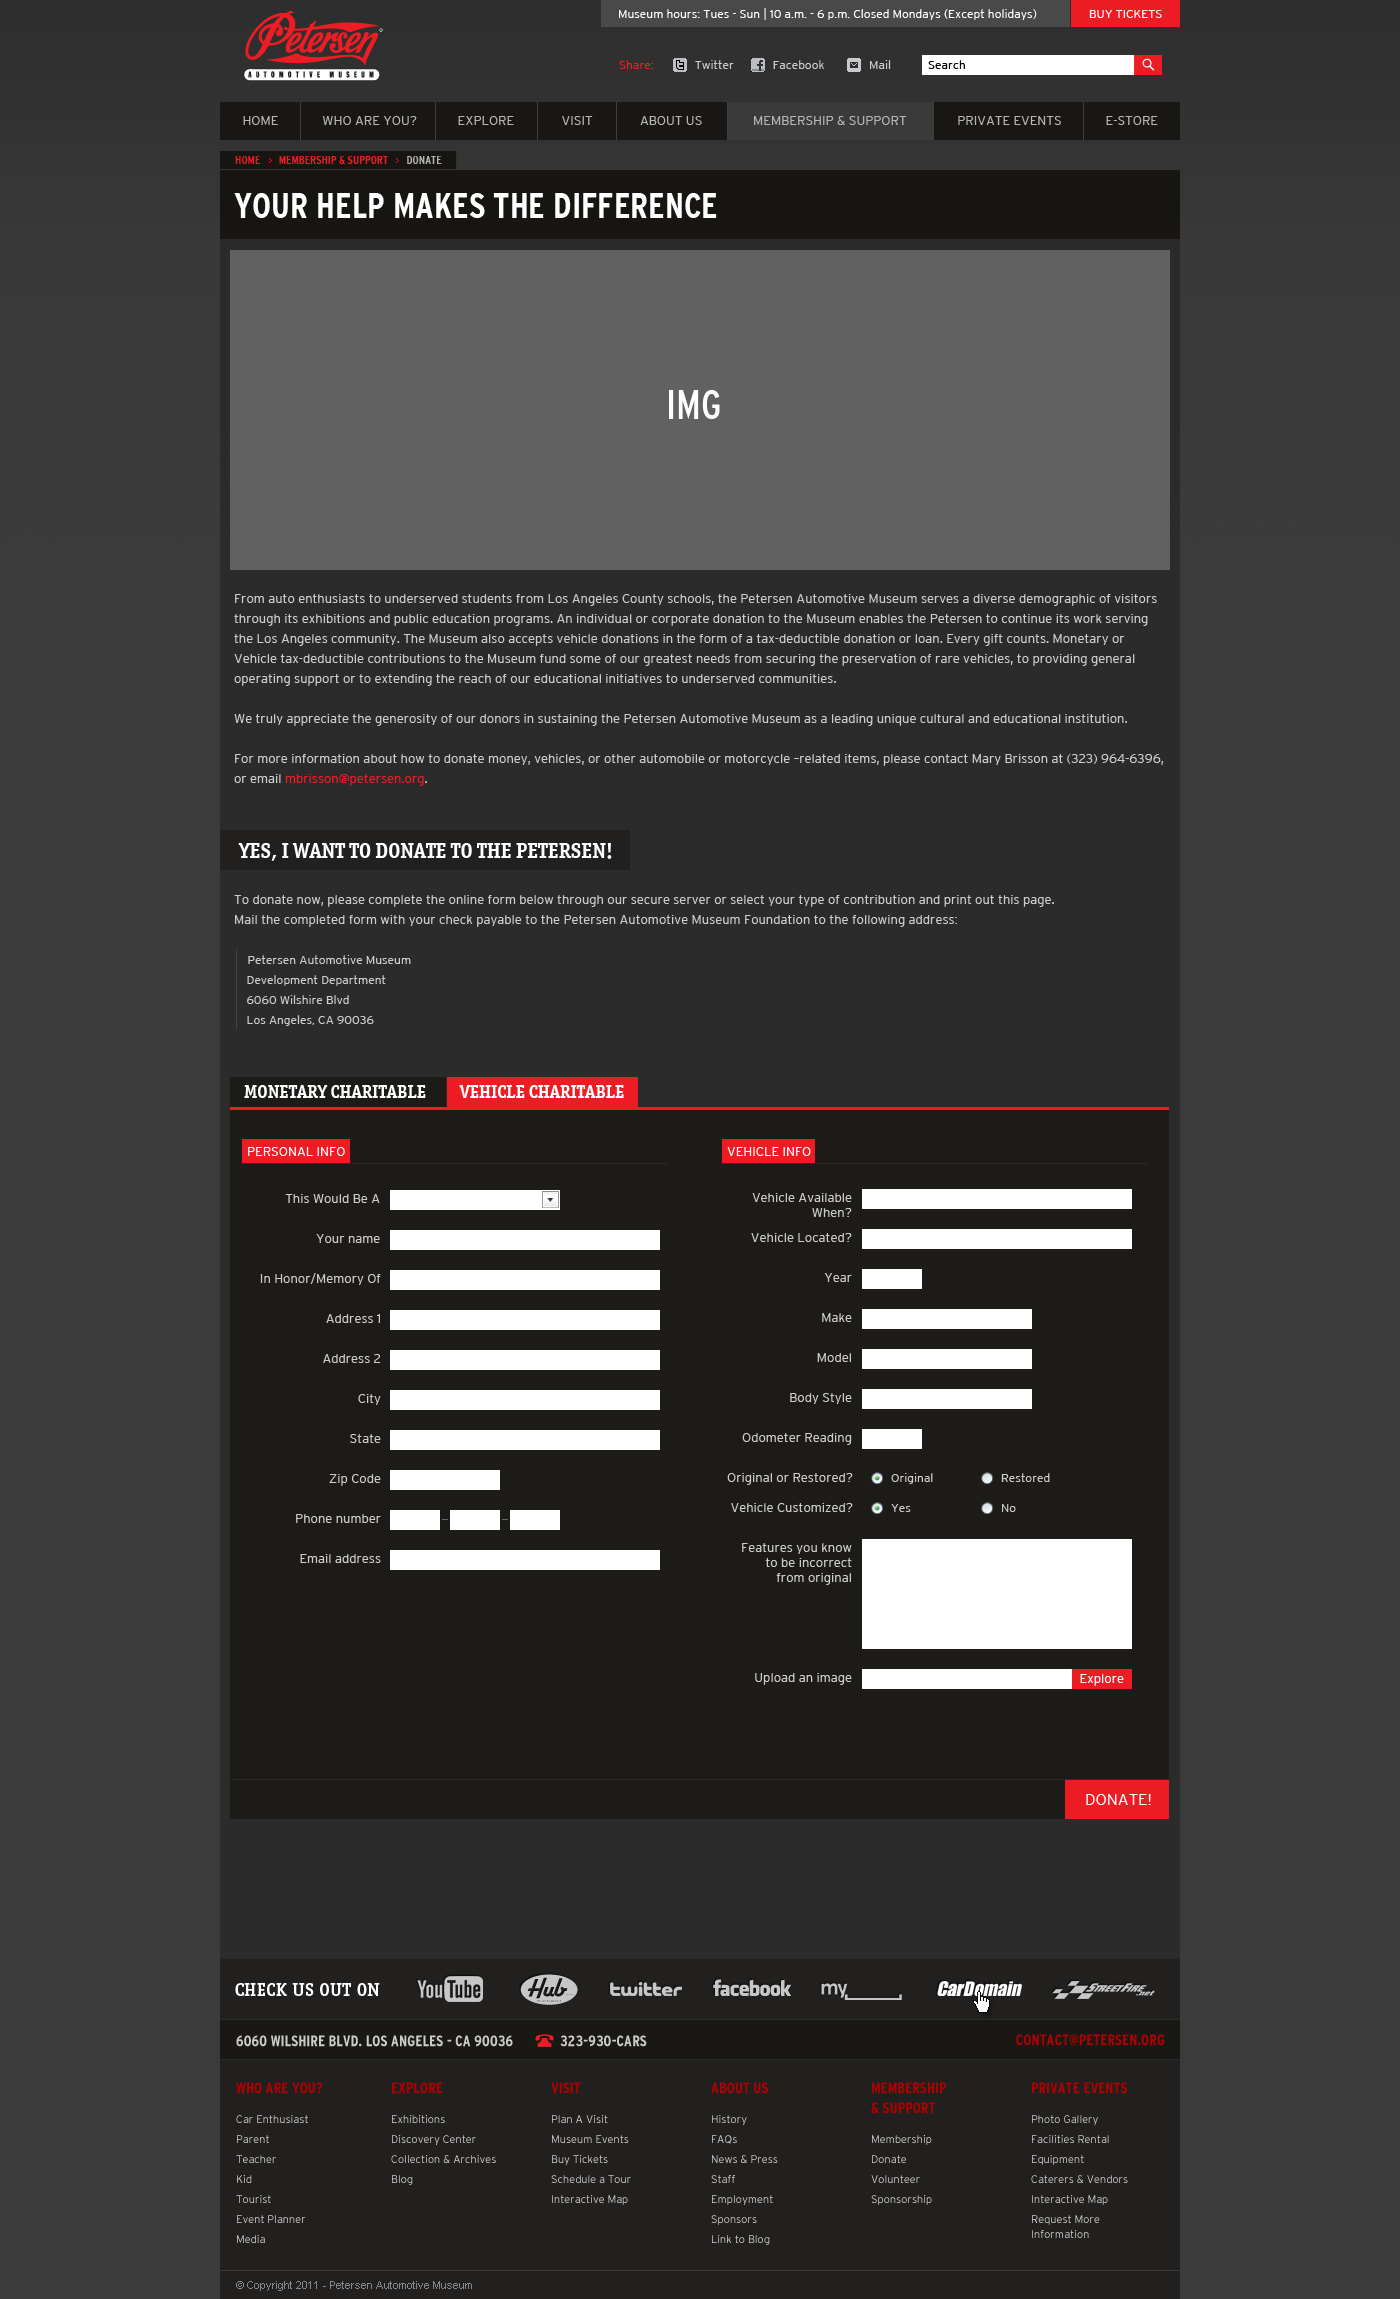 Museum hours: Tues - Sun | 10 a.m. - 6 p.m. Closed Mondays (Except holidays)
BUY TICKETS
Petersen
AUTOMOTIVE MUSEUM
Share:
Twitter
Facebook
Mail
Search
HOME
WHO ARE YOU?
EXPLORE
VISIT
ABOUT US
MEMBERSHIP & SUPPORT
PRIVATE EVENTS
E-STORE
HOME > MEMBERSHIP & SUPPORT > DONATE
YOUR HELP MAKES THE DIFFERENCE
IMG
From auto enthusiasts to underserved students from Los Angeles County schools, the Petersen Automotive Museum serves a diverse demographic of visitors
through its exhibitions and public education programs. An individual or corporate donation to the Museum enables the Petersen to continue its work serving
the Los Angeles community. The Museum also accepts vehicle donations in the form of a tax-deductible donation or loan. Every gift counts. Monetary or
Vehicle tax-deductible contributions to the Museum fund some of our greatest needs from securing the preservation of rare vehicles, to providing general
operating support or to extending the reach of our educational initiatives to underserved communities.
We truly appreciate the generosity of our donors in sustaining the Petersen Automotive Museum as a leading unique cultural and educational institution.
For more information about how to donate money, vehicles, or other automobile or motorcycle –related items, please contact Mary Brisson at (323) 964-6396,
or email mbrisson@petersen.org.
YES, I WANT TO DONATE TO THE PETERSEN!
To donate now, please complete the online form below through our secure server or select your type of contribution and print out this page.
Mail the completed form with your check payable to the Petersen Automotive Museum Foundation to the following address:
Petersen Automotive Museum
Development Department
6060 Wilshire Blvd
Los Angeles, CA 90036
MONETARY CHARITABLE
VEHICLE CHARITABLE
PERSONAL INFO
This Would Be A
Your name
In Honor/Memory Of
Address 1
Address 2
City
State
Zip Code
Phone number – –
Email address
VEHICLE INFO
Vehicle Available
When?
Vehicle Located?
Year
Make
Model
Body Style
Odometer Reading
Original or Restored? Original Restored
Vehicle Customized? Yes No
Features you know
to be incorrect
from original
Upload an image
Explore
DONATE!
CHECK US OUT ON
YouTube
Hub
twitter
facebook
my
CarDomain
STREETFIRE.net
6060 WILSHIRE BLVD. LOS ANGELES - CA 90036
323-930-CARS
CONTACT@PETERSEN.ORG
WHO ARE YOU?
Car Enthusiast
Parent
Teacher
Kid
Tourist
Event Planner
Media
EXPLORE
Exhibitions
Discovery Center
Collection & Archives
Blog
VISIT
Plan A Visit
Museum Events
Buy Tickets
Schedule a Tour
Interactive Map
ABOUT US
History
FAQs
News & Press
Staff
Employment
Sponsors
Link to Blog
MEMBERSHIP
& SUPPORT
Membership
Donate
Volunteer
Sponsorship
PRIVATE EVENTS
Photo Gallery
Facilities Rental
Equipment
Caterers & Vendors
Interactive Map
Request More
Information
© Copyright 2011 - Petersen Automotive Museum